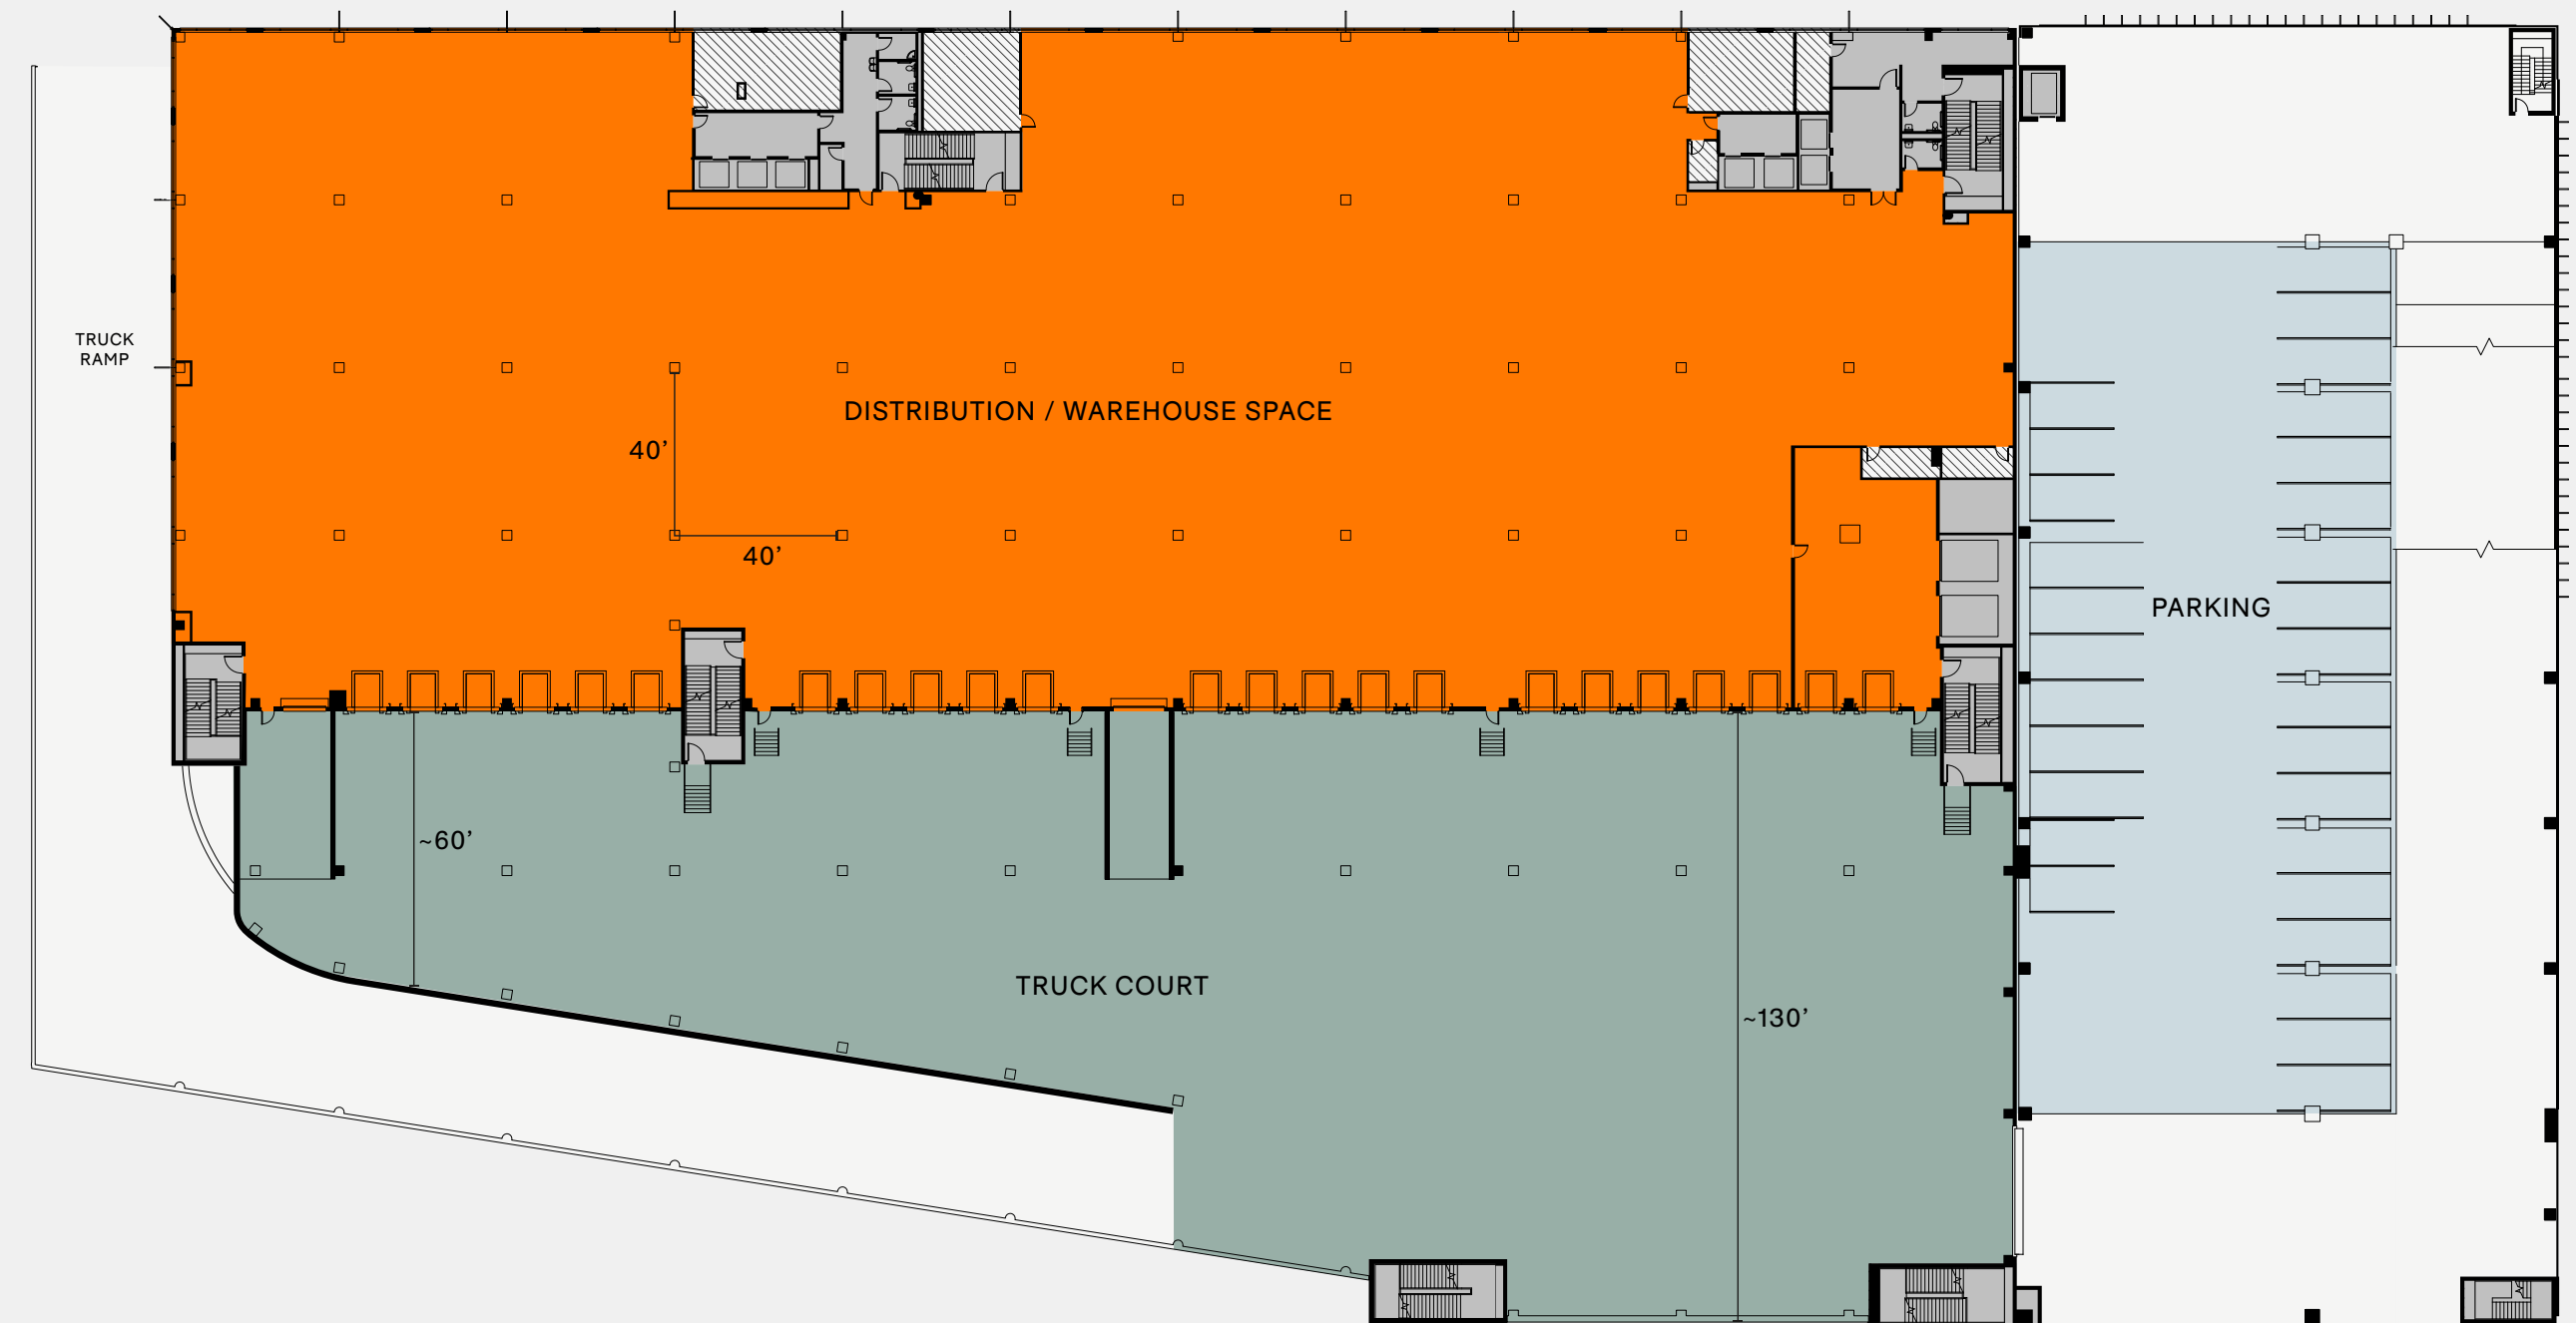 TRUCK
RAMP
DISTRIBUTION / WAREHOUSE SPACE
40’
40’
PARKING
~60’
TRUCK COURT
~130’